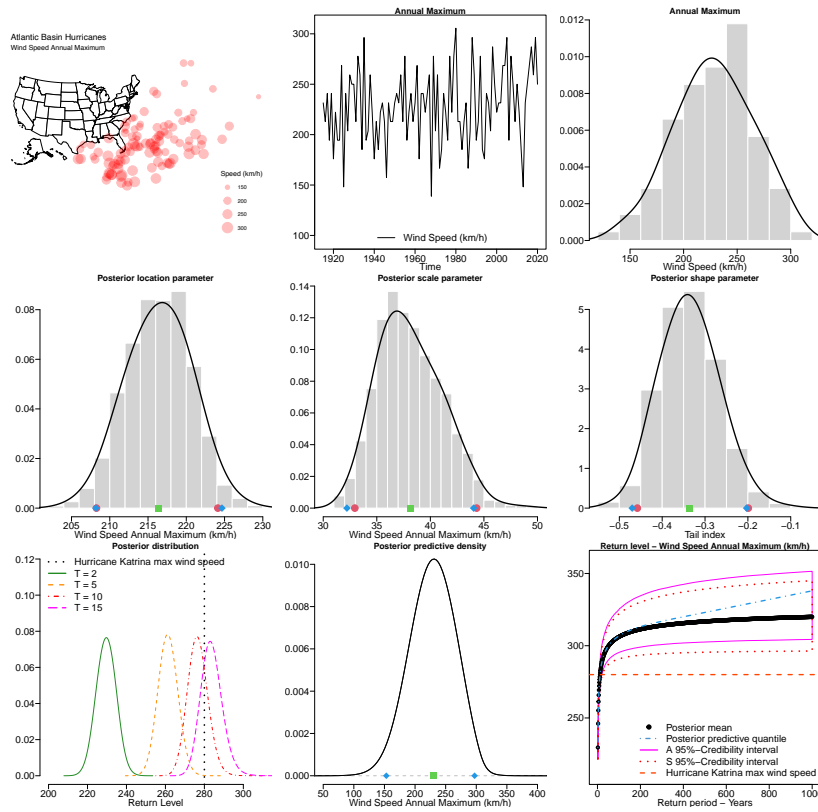 Atlantic Basin Hurricanes
Wind Speed Annual Maximum
Speed (km/h)
150
200
250
300
Annual Maximum
300
250
200
150
100
Wind Speed (km/h)
1920 1940 1960 1980 2000 2020
Time
Annual Maximum
0.012
0.010
0.008
0.006
0.004
0.002
0.000
150 200 250 300
Wind Speed (km/h)
Posterior location parameter
0.08
0.06
0.04
0.02
0.00
205 210 215 220 225 230
Wind Speed Annual Maximum (km/h)
Posterior scale parameter
0.14
0.12
0.10
0.08
0.06
0.04
0.02
0.00
30 35 40 45 50
Wind Speed Annual Maximum (km/h)
Posterior shape parameter
5
4
3
2
1
0
−0.5 −0.4 −0.3 −0.2 −0.1
Tail index
Posterior distribution
0.12
0.10
0.08
0.06
0.04
0.02
0.00
Hurricane Katrina max wind speed
T = 2
T = 5
T = 10
T = 15
200 220 240 260 280 300
Return Level
Posterior predictive density
0.010
0.008
0.006
0.004
0.002
0.000
50 100 150 200 250 300 350 400
Wind Speed Annual Maximum (km/h)
Return level − Wind Speed Annual Maximum (km/h)
350
300
250
Posterior mean
Posterior predictive quantile
A 95%−Credibility interval
S 95%−Credibility interval
Hurricane Katrina max wind speed
0 200 400 600 800
Return period − Years